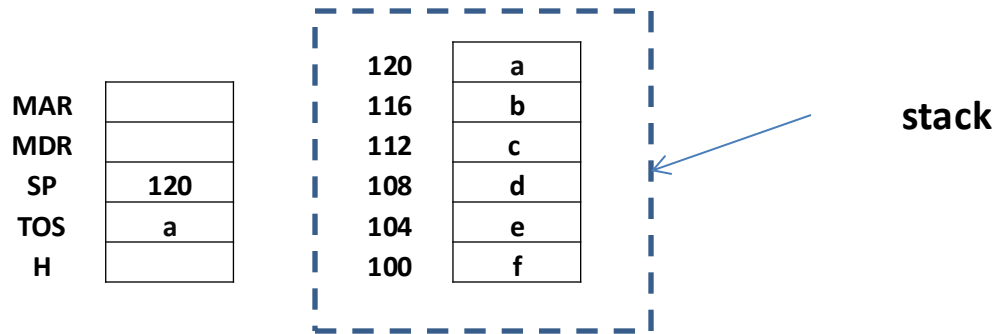 MAR
MDR
SP 120
TOS a
H
120 a
116 b
112 c
108 d
104 e
100 f
stack